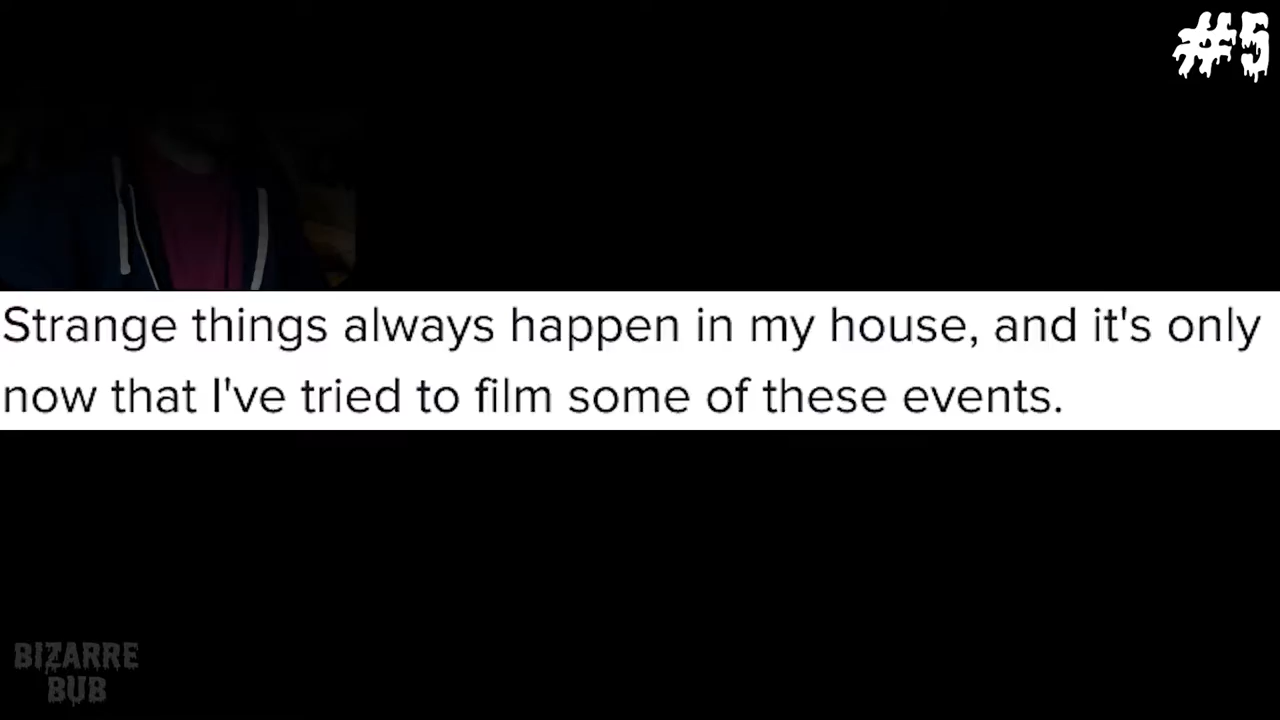 #5
Strange things always happen in my house, and it's only
now that I've tried to film some of these events.
BIZARRE
BUB